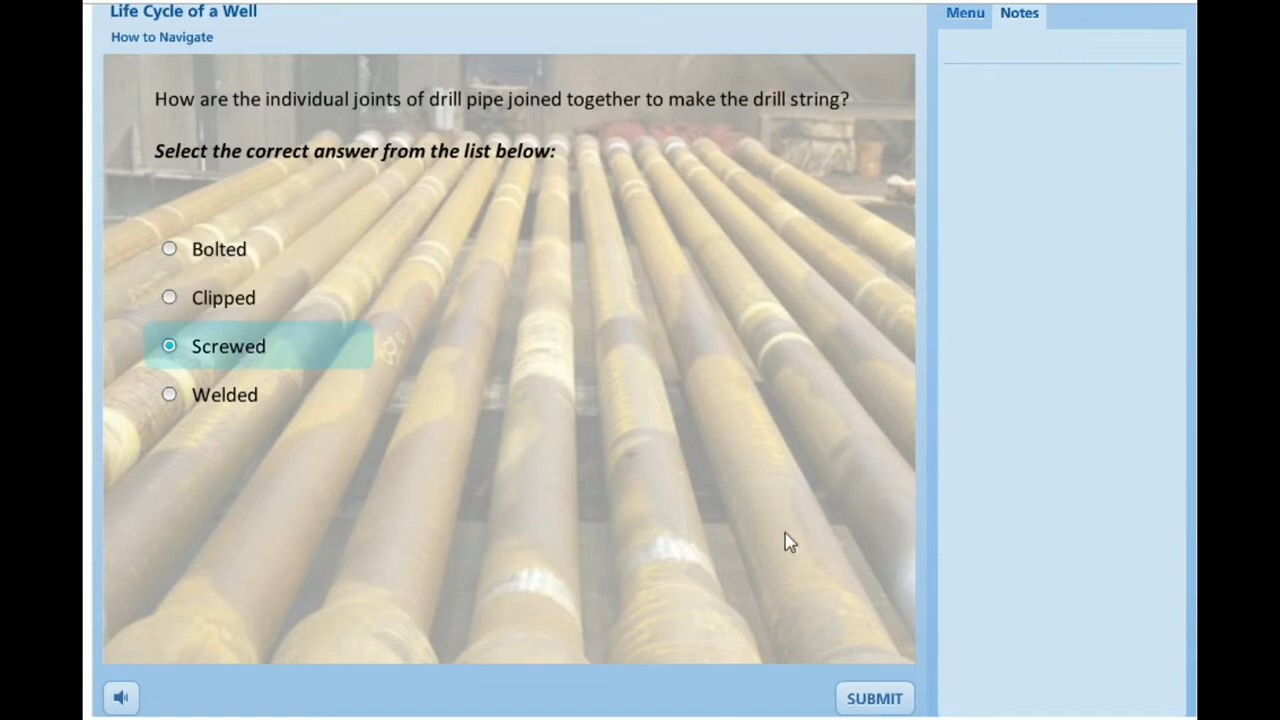 Life Cycle of a Well
How to Navigate
Menu
Notes
How are the individual joints of drill pipe joined together to make the drill string?
Select the correct answer from the list below:
Bolted
Clipped
Screwed
Welded
SUBMIT